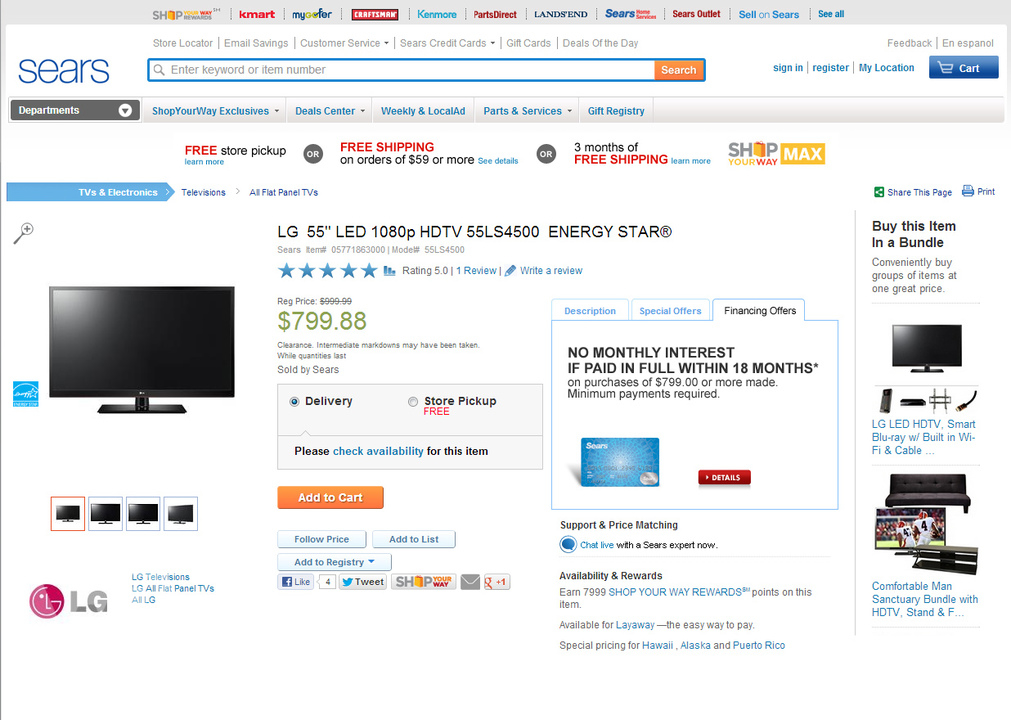 SHOP YOUR WAY REWARDS SM
kmart
mygofer
CRAFTSMAN
Kenmore
PartsDirect
LANDS'END
Sears Home Services
Sears Outlet
Sell on Sears
See all
Store Locator | Email Savings | Customer Service | Sears Credit Cards | Gift Cards | Deals Of the Day
Feedback | En espanol
sears
Enter keyword or item number
Search
sign in | register | My Location
Cart
Departments
ShopYourWay Exclusives
Deals Center
Weekly & LocalAd
Parts & Services
Gift Registry
FREE store pickup
learn more
OR
FREE SHIPPING
on orders of $59 or more See details
OR
3 months of
FREE SHIPPING learn more
SHOP YOUR WAY MAX
TVs & Electronics
Televisions
All Flat Panel TVs
Share This Page
Print
LG 55" LED 1080p HDTV 55LS4500 ENERGY STAR®
Sears Item# 05771863000 | Model# 55LS4500
Rating 5.0 | 1 Review | Write a review
Reg Price: $999.99
$799.88
Clearance. Intermediate markdowns may have been taken.
While quantities last
Sold by Sears
Delivery
Store Pickup
FREE
Please check availability for this item
Add to Cart
Follow Price
Add to List
Add to Registry
Like
4
Tweet
SHOP YOUR WAY
+1
ENERGY STAR
LG
LG Televisions
LG All Flat Panel TVs
All LG
Description
Special Offers
Financing Offers
NO MONTHLY INTEREST
IF PAID IN FULL WITHIN 18 MONTHS*
on purchases of $799.00 or more made.
Minimum payments required.
Sears
DETAILS
Support & Price Matching
Chat live with a Sears expert now.
Availability & Rewards
Earn 7999 SHOP YOUR WAY REWARDS SM points on this
item.
Available for Layaway —the easy way to pay.
Special pricing for Hawaii , Alaska and Puerto Rico
Buy this Item
In a Bundle
Conveniently buy
groups of items at
one great price.
LG LED HDTV, Smart
Blu-ray w/ Built in Wi-
Fi & Cable ...
Comfortable Man
Sanctuary Bundle with
HDTV, Stand & F...